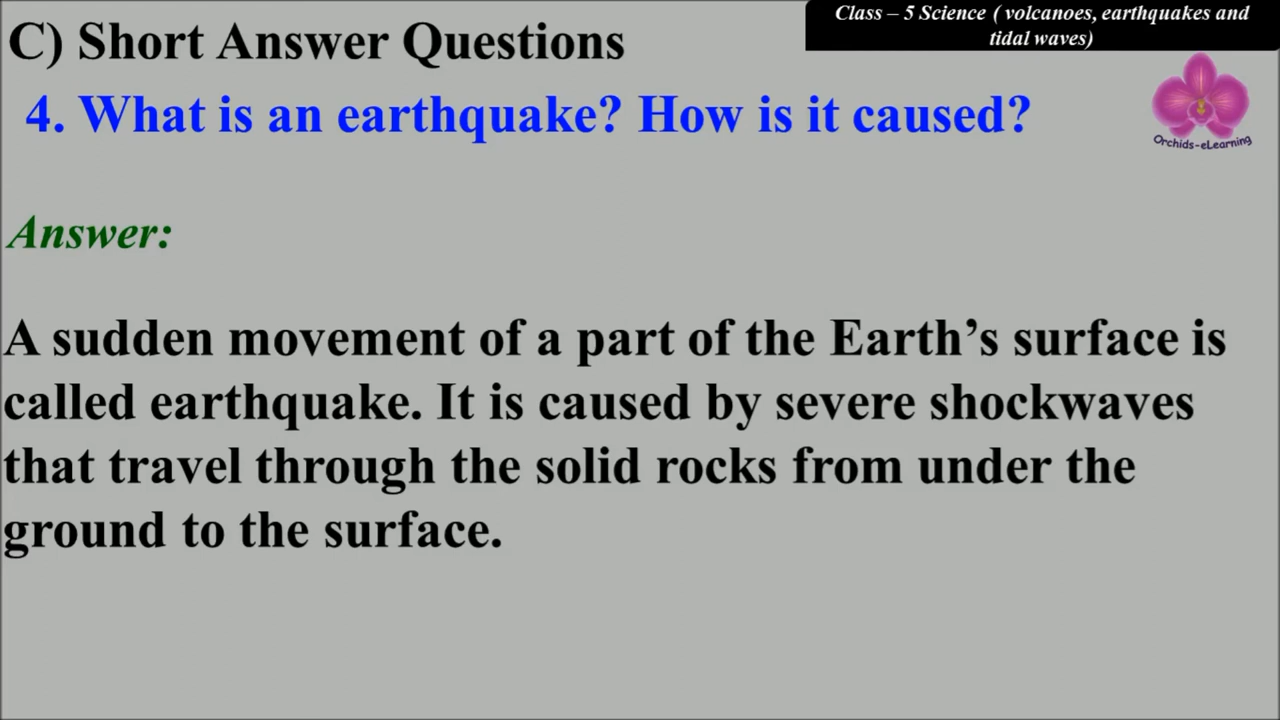 Class – 5 Science ( volcanoes, earthquakes and
tidal waves)
C) Short Answer Questions
4. What is an earthquake? How is it caused?
Orchids-eLearning
Answer:
A sudden movement of a part of the Earth’s surface is
called earthquake. It is caused by severe shockwaves
that travel through the solid rocks from under the
ground to the surface.